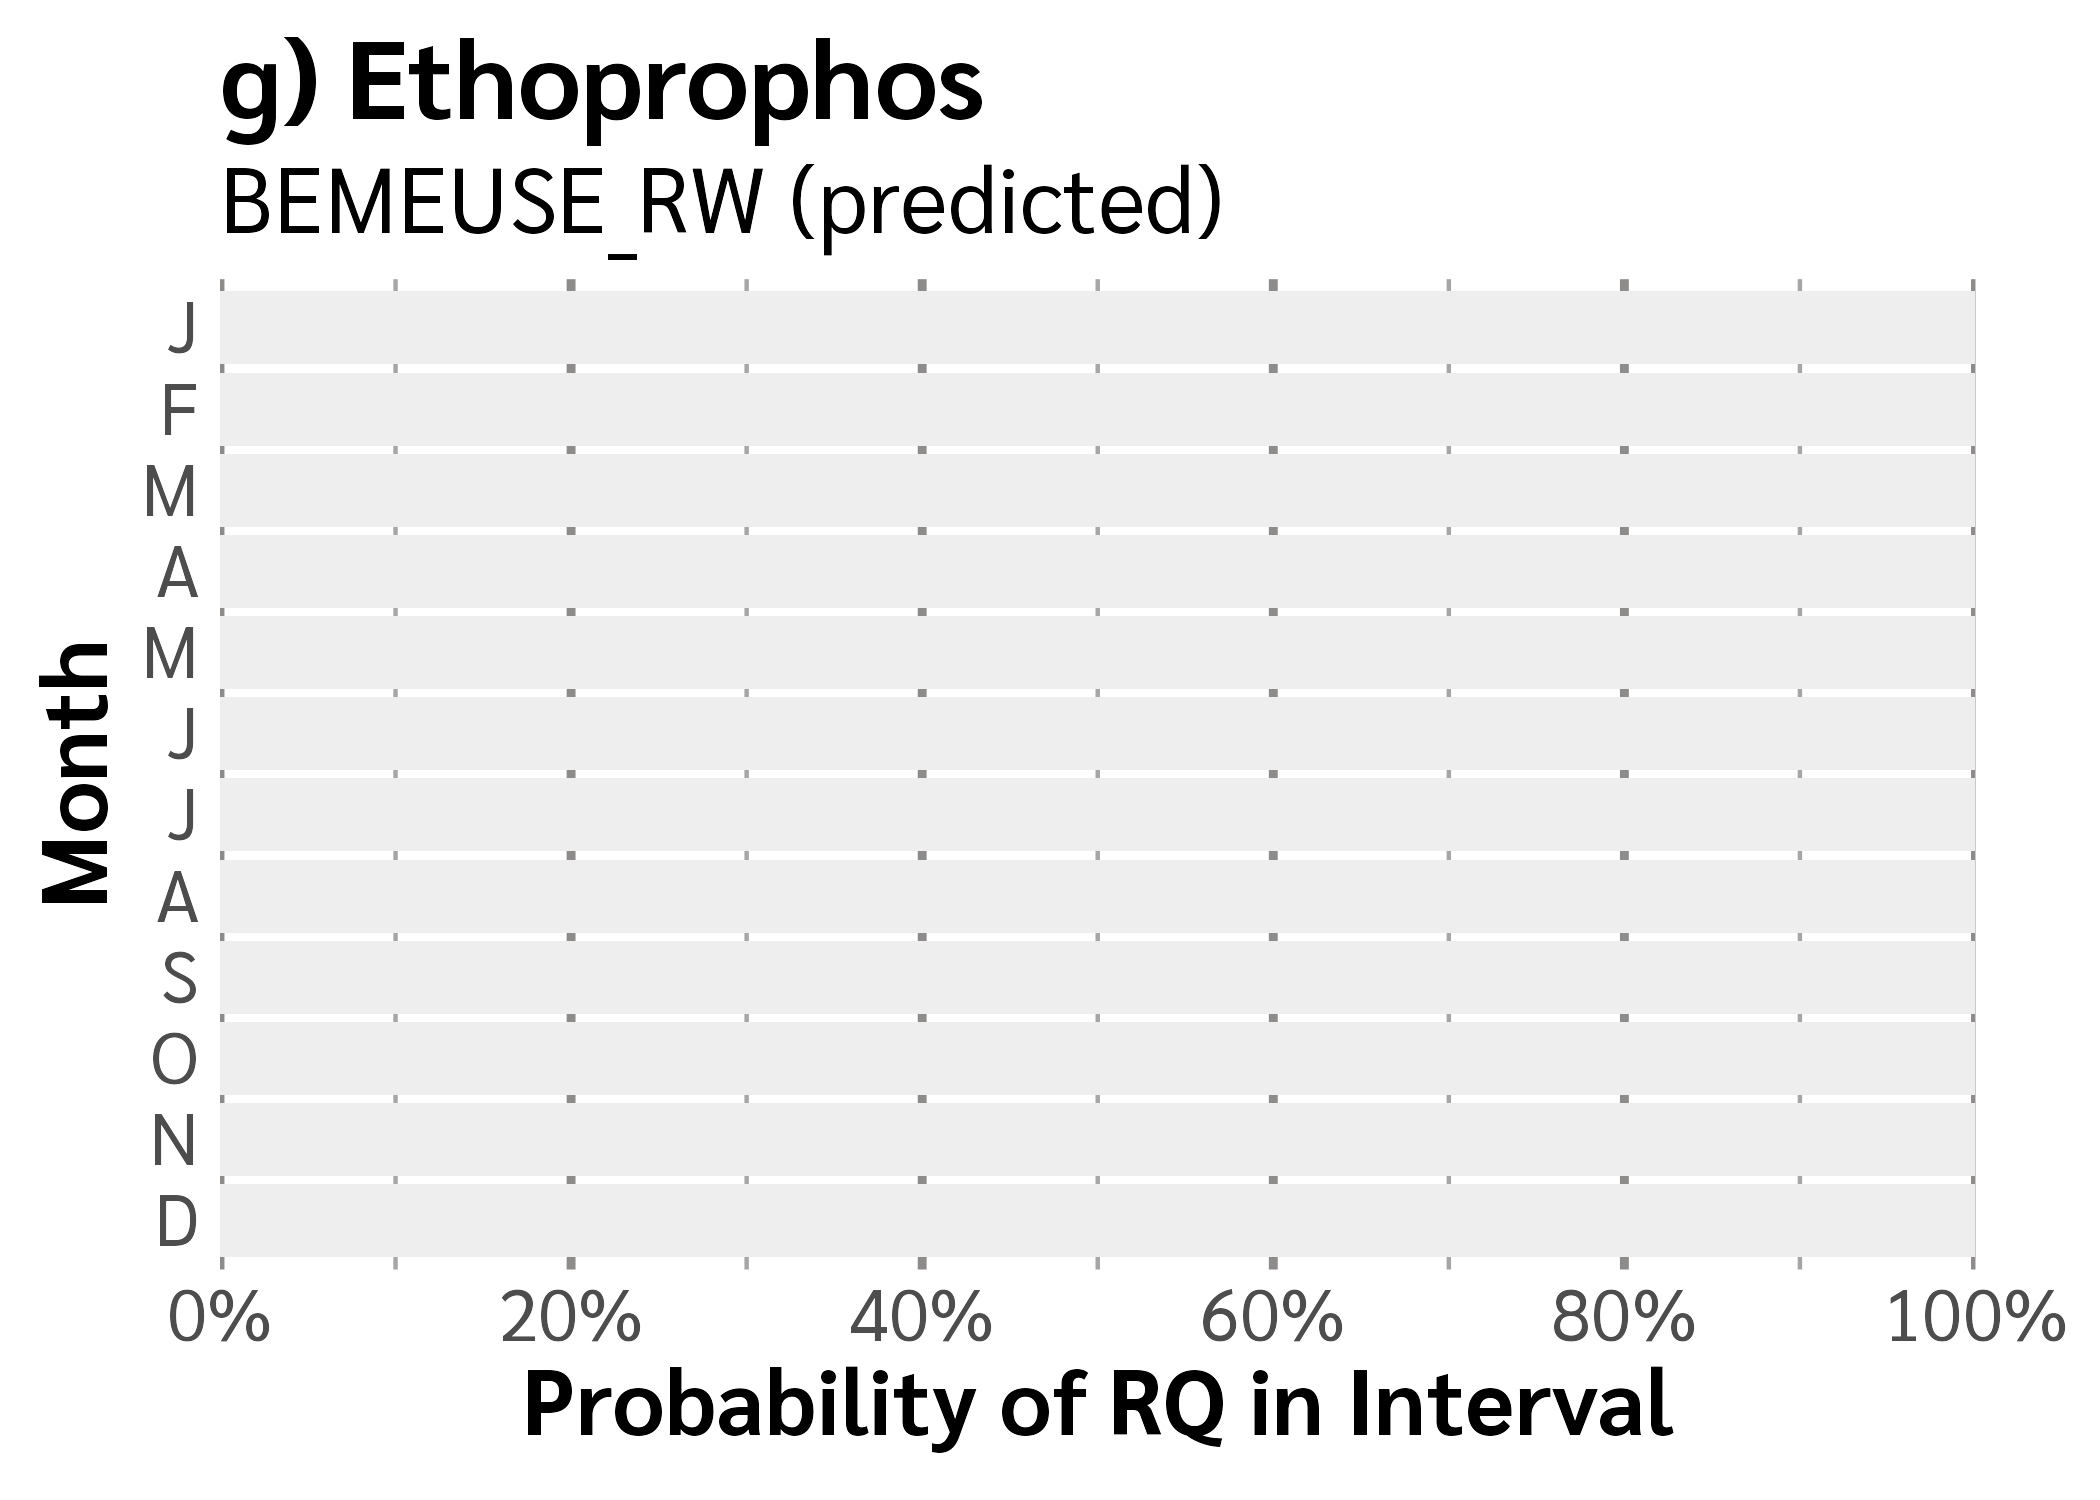 g) Ethoprophos
BEMEUSE_RW (predicted)
J
F
M
A
M
J
J
A
S
O
N
D
Month
0% 20% 40% 60% 80% 100%
Probability of RQ in Interval